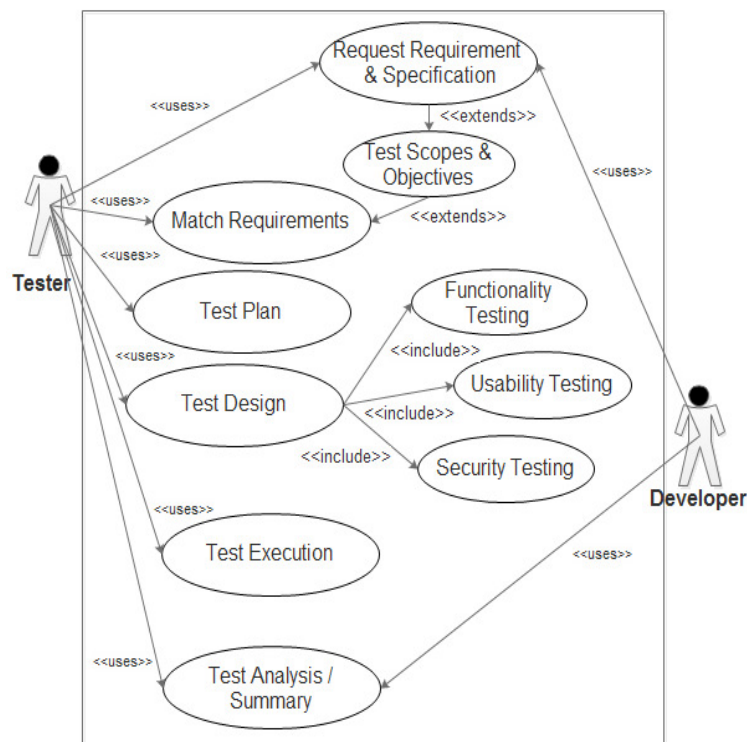 Request Requirement
& Specification
<<uses>>
<<extends>>
Test Scopes &
Objectives
<<uses>>
<<uses>>
Match Requirements
<<extends>>
<<uses>>
Tester
Functionality
Testing
Test Plan
<<include>>
<<uses>>
Usability Testing
Test Design
<<include>>
<<include>>
Security Testing
Developer
<<uses>>
Test Execution
<<uses>>
<<uses>>
Test Analysis /
Summary